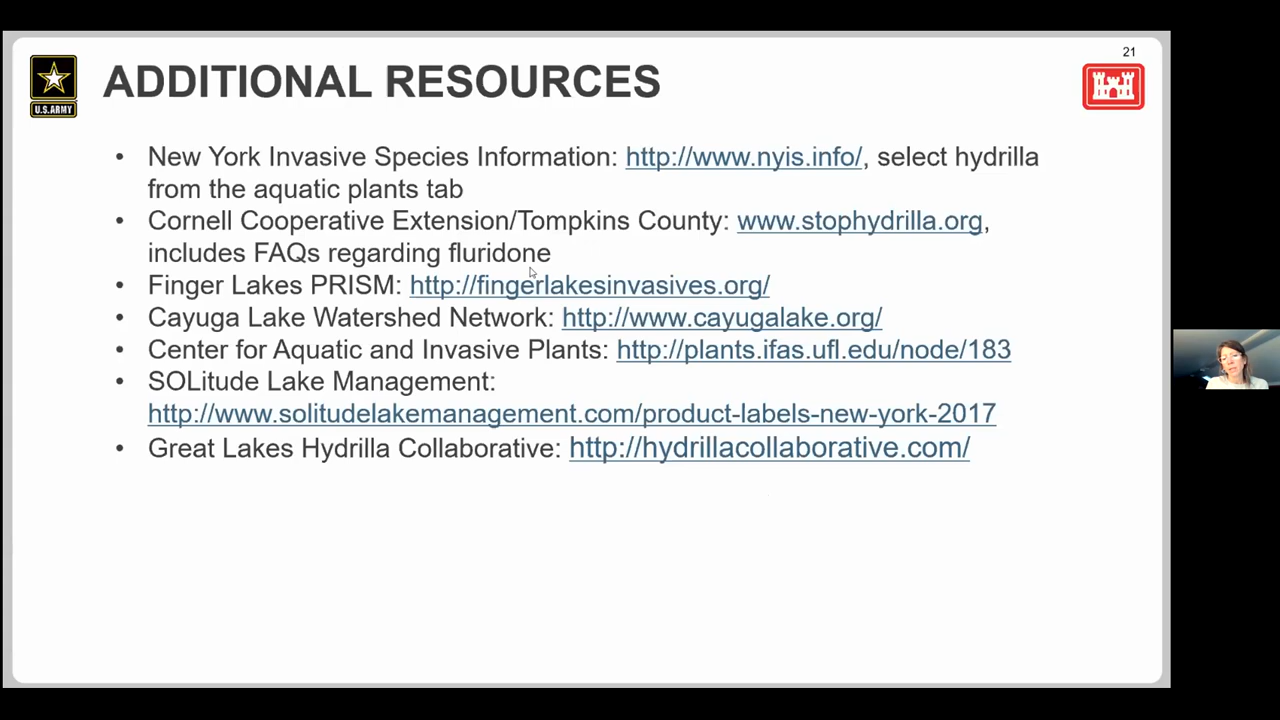 21
U.S.ARMY
ADDITIONAL RESOURCES
• New York Invasive Species Information: http://www.nyis.info/, select hydrilla
from the aquatic plants tab
• Cornell Cooperative Extension/Tompkins County: www.stophydrilla.org,
includes FAQs regarding fluridone
• Finger Lakes PRISM: http://fingerlakesinvasives.org/
• Cayuga Lake Watershed Network: http://www.cayugalake.org/
• Center for Aquatic and Invasive Plants: http://plants.ifas.ufl.edu/node/183
• SOLitude Lake Management:
http://www.solitudelakemanagement.com/product-labels-new-york-2017
• Great Lakes Hydrilla Collaborative: http://hydrillacollaborative.com/